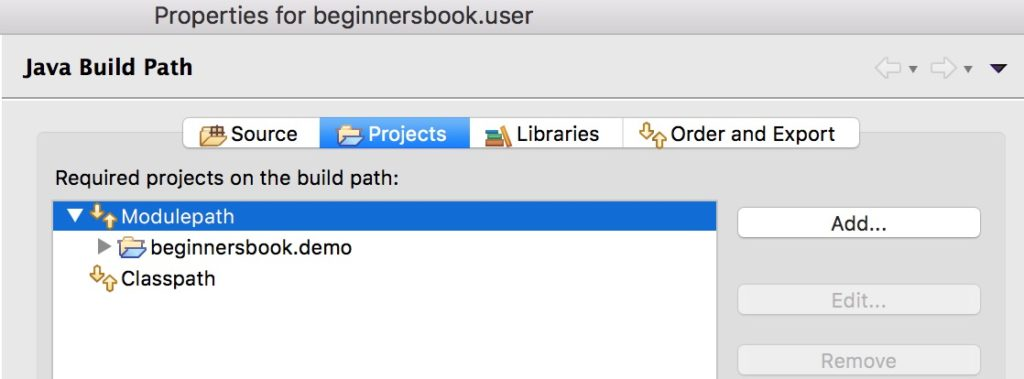 Properties for beginnersbook.user
Java Build Path
Source Projects Libraries Order and Export
Required projects on the build path:
Modulepath
Add...
beginnersbook.demo
Classpath
Edit...
Remove